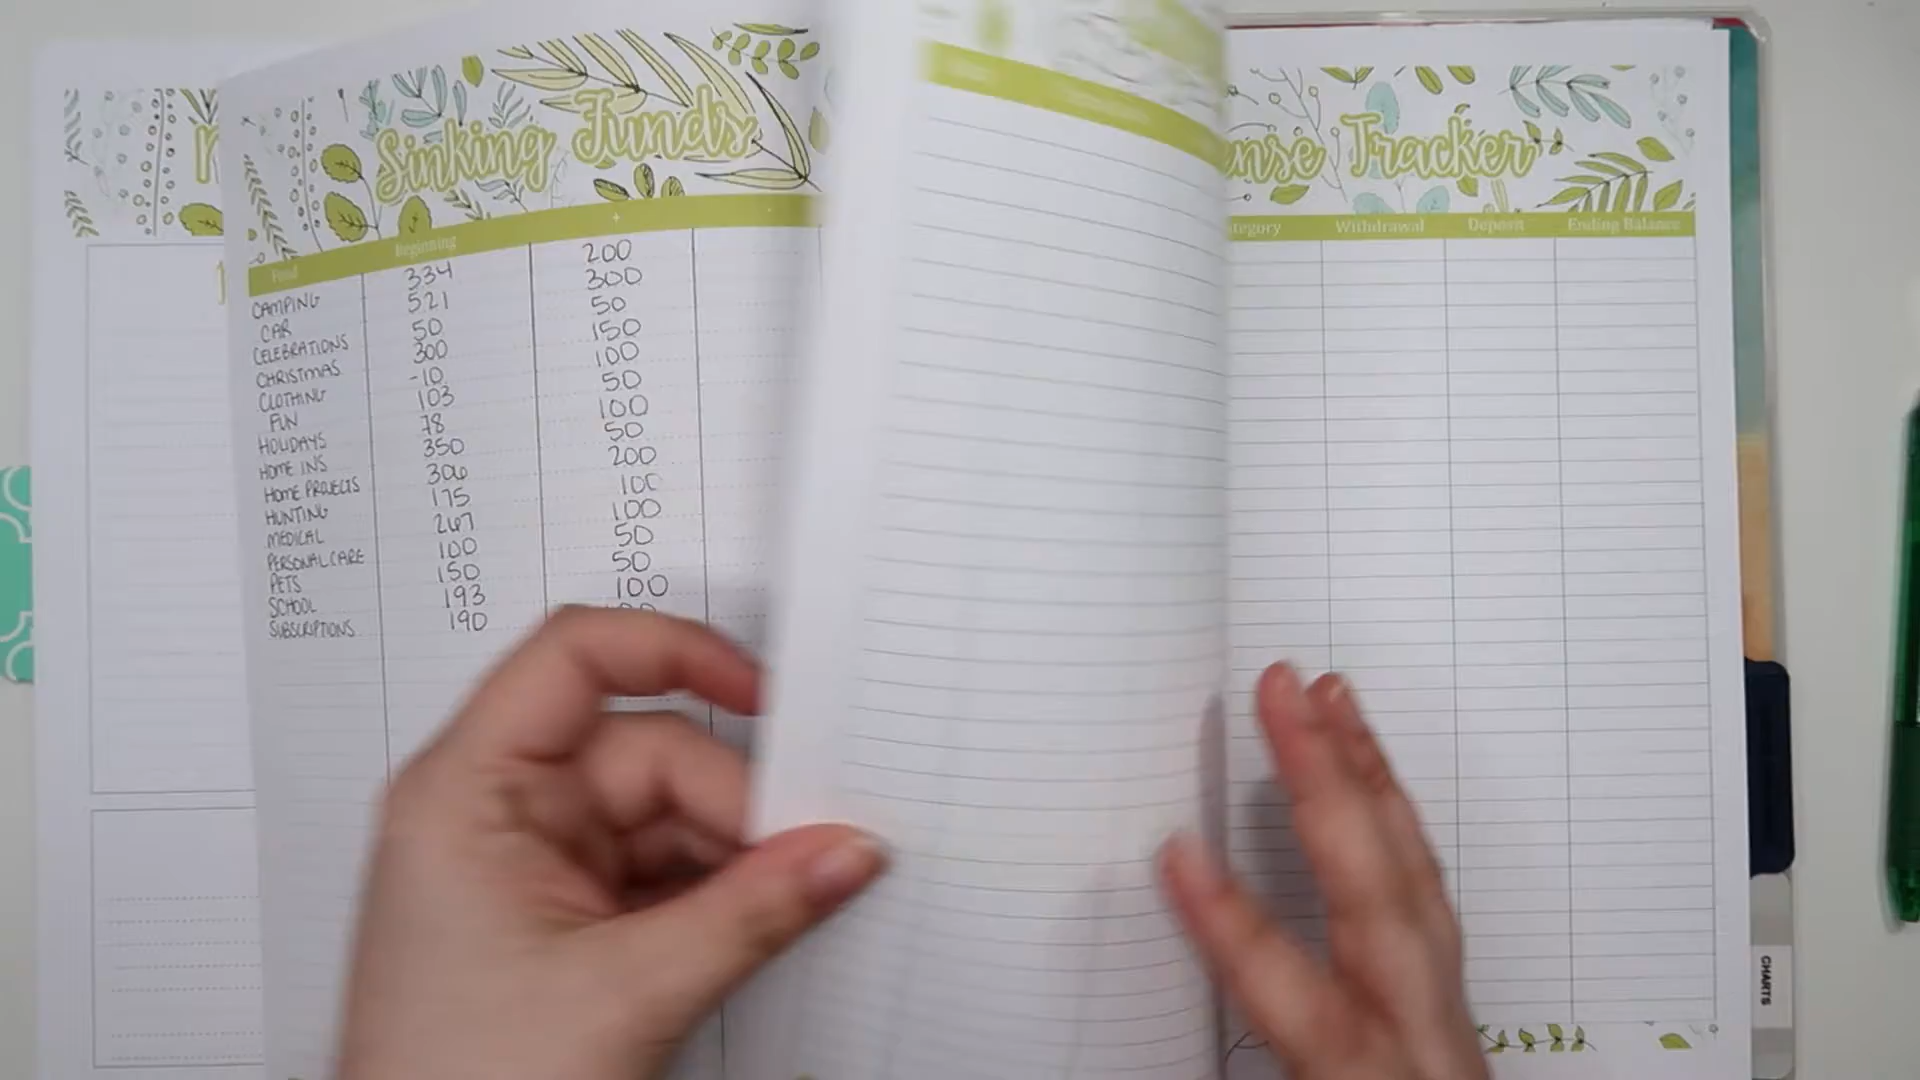 Sinking Funds
Fund Beginning +
CAMPING 334 200
CAR 521 300
CELEBRATIONS 50 50
CHRISTMAS 300 150
CLOTHING -10 100
FUN 103 50
HOLIDAYS 78 100
HOME INS 350 50
HOME PROJECTS 306 200
HUNTING 175 100
MEDICAL 267 100
PERSONAL CARE 100 50
PETS 150 50
SCHOOL 193 100
SUBSCRIPTIONS 190
Tracker
Withdrawal Deposit Ending Balance
CHARTS